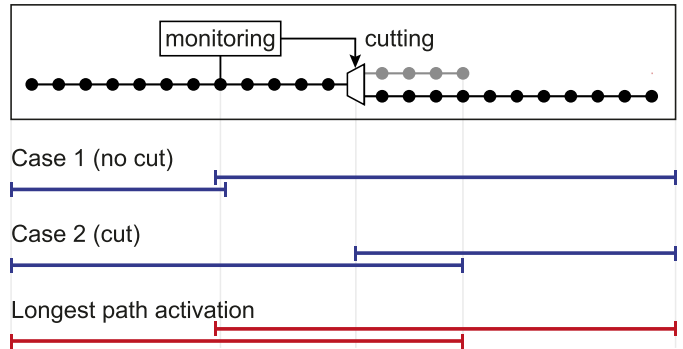 monitoring
cutting
Case 1 (no cut)
Case 2 (cut)
Longest path activation